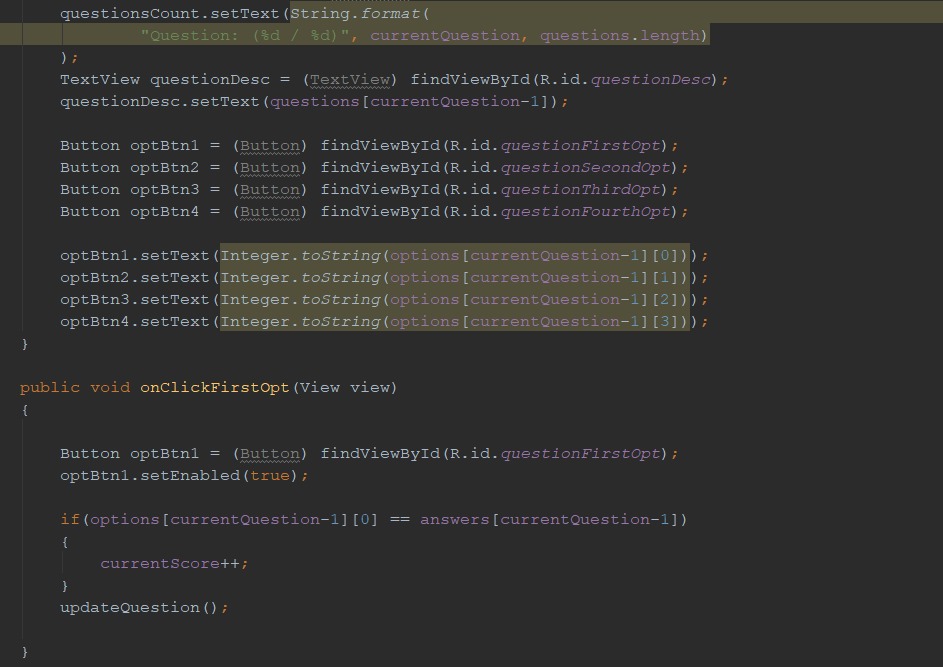 questionsCount.setText(String.format(
"Question: (%d / %d)", currentQuestion, questions.length)
);
TextView questionDesc = (TextView) findViewById(R.id.questionDesc);
questionDesc.setText(questions[currentQuestion-1]);
Button optBtn1 = (Button) findViewById(R.id.questionFirstOpt);
Button optBtn2 = (Button) findViewById(R.id.questionSecondOpt);
Button optBtn3 = (Button) findViewById(R.id.questionThirdOpt);
Button optBtn4 = (Button) findViewById(R.id.questionFourthOpt);
optBtn1.setText(Integer.toString(options[currentQuestion-1][0]));
optBtn2.setText(Integer.toString(options[currentQuestion-1][1]));
optBtn3.setText(Integer.toString(options[currentQuestion-1][2]));
optBtn4.setText(Integer.toString(options[currentQuestion-1][3]));
}
public void onClickFirstOpt(View view)
{
Button optBtn1 = (Button) findViewById(R.id.questionFirstOpt);
optBtn1.setEnabled(true);
if(options[currentQuestion-1][0] == answers[currentQuestion-1])
{
currentScore++;
}
updateQuestion();
}